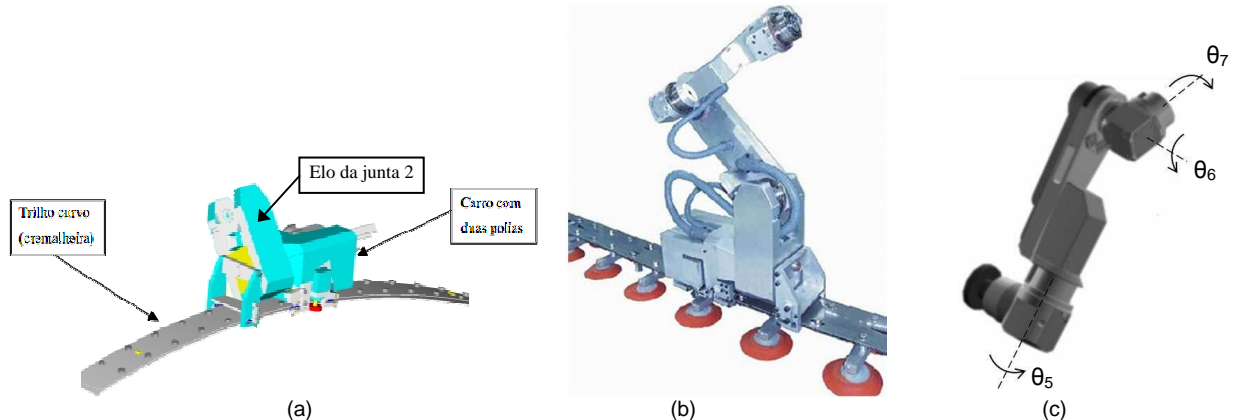 Elo da junta 2
Trilho curvo
(cremalheira)
Carro com
duas polias
θ7
θ6
θ5
(a)
(b)
(c)